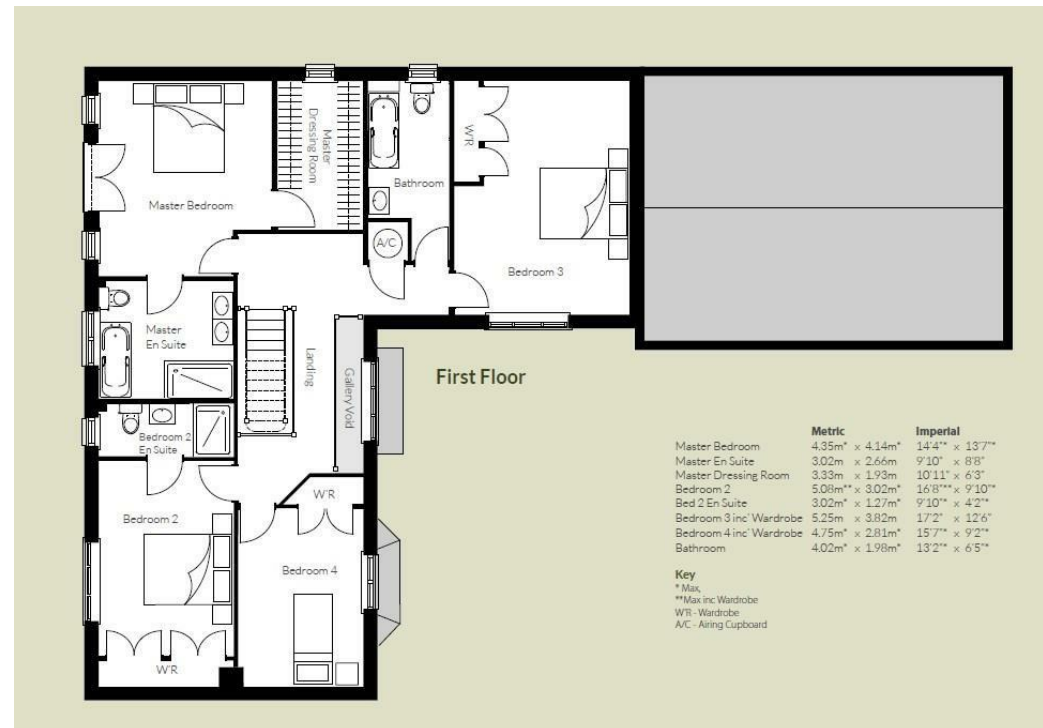 Master
Dressing Room
W'R
Bathroom
Master Bedroom
A/C
Bedroom 3
Master
En Suite
Landing
Gallery Void
First Floor
Bedroom 2
En Suite
W'R
Bedroom 2
Bedroom 4
W'R
Metric Imperial
Master Bedroom 4.35m* x 4.14m* 14'4"* x 13'7"*
Master En Suite 3.02m x 2.66m 9'10" x 8'8"
Master Dressing Room 3.33m x 1.93m 10'11" x 6'3"
Bedroom 2 5.08m** x 3.02m* 16'8"** x 9'10"*
Bed 2 En Suite 3.02m* x 1.27m* 9'10"* x 4'2"*
Bedroom 3 inc' Wardrobe 5.25m x 3.82m 17'2" x 12'6"
Bedroom 4 inc' Wardrobe 4.75m* x 2.81m* 15'7"* x 9'2"*
Bathroom 4.02m* x 1.98m* 13'2"* x 6'5"*
Key
* Max,
**Max inc Wardrobe
W'R - Wardrobe
A/C - Airing Cupboard